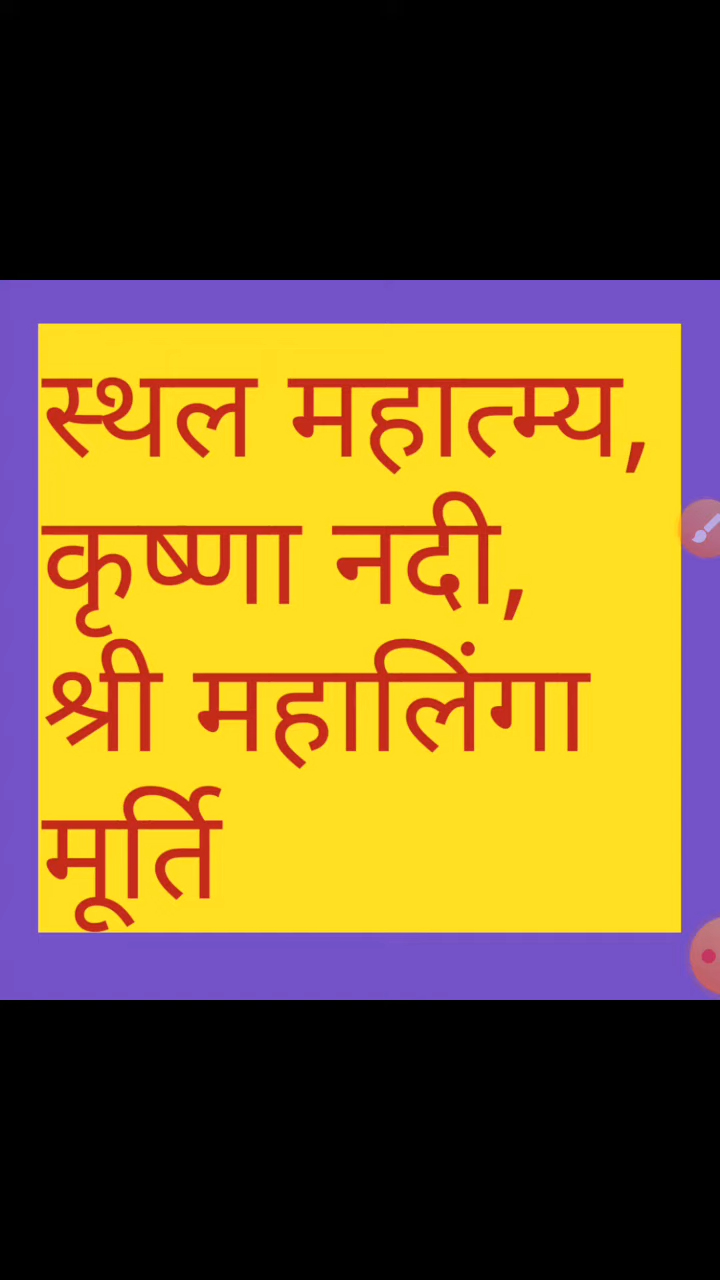 स्थल महात्म्य,
कृष्णा नदी,
श्री महालिंगा
मूर्ति